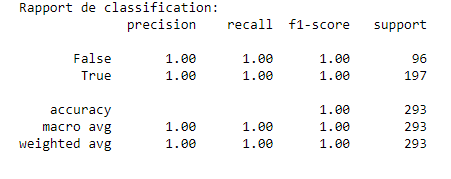 Rapport de classification:
precision recall f1-score support
False 1.00 1.00 1.00 96
True 1.00 1.00 1.00 197
accuracy 1.00 293
macro avg 1.00 1.00 1.00 293
weighted avg 1.00 1.00 1.00 293